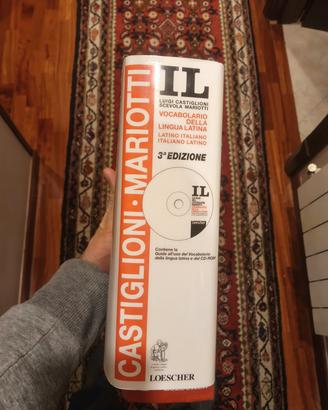 CASTIGLIONI • MARIOTTI
IL
LUIGI CASTIGLIONI
SCEVOLA MARIOTTI
VOCABOLARIO
DELLA
LINGUA LATINA
LATINO ITALIANO
ITALIANO LATINO
3ª EDIZIONE
IL
Contiene la
Guida all'uso del Vocabolario
della lingua latina e del CD-ROM
LOESCHER